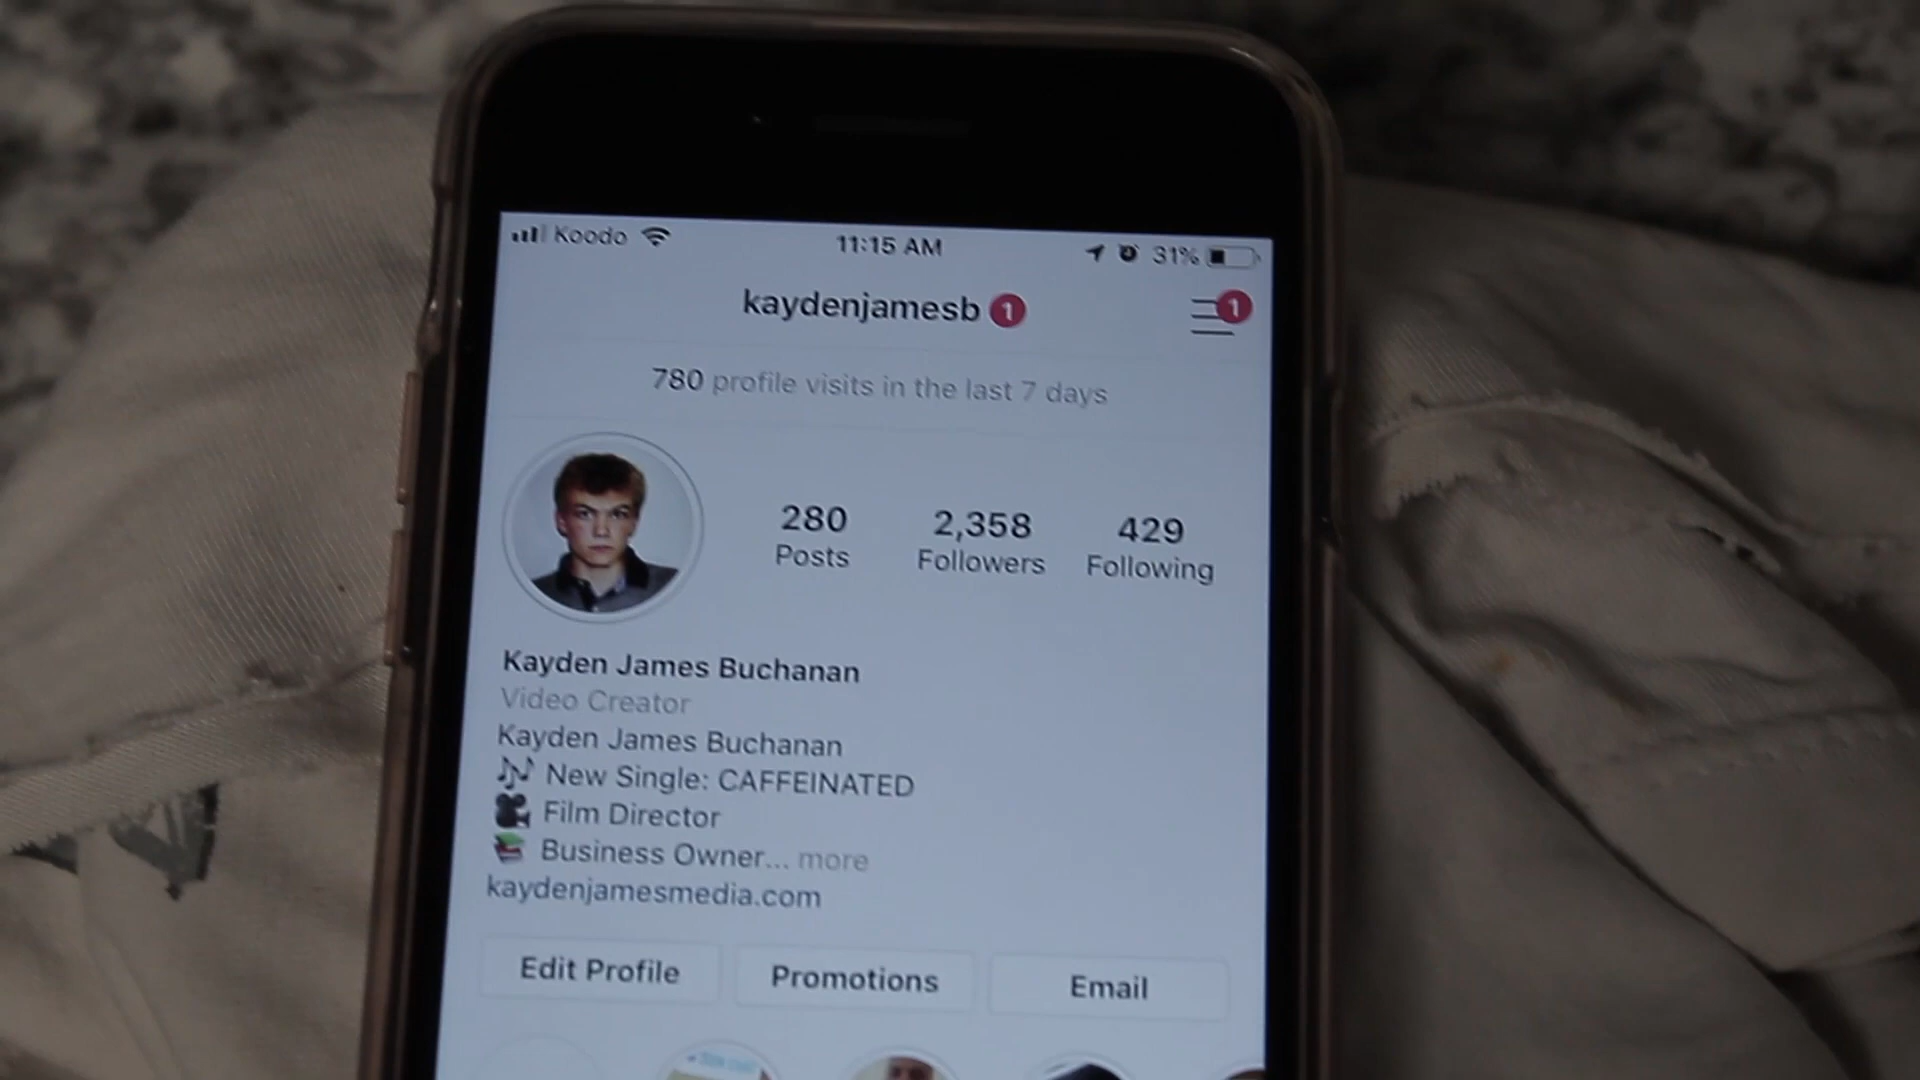 Koodo 11:15 AM 31%
kaydenjamesb 1 1
780 profile visits in the last 7 days
280 2,358 429
Posts Followers Following
Kayden James Buchanan
Video Creator
Kayden James Buchanan
New Single: CAFFEINATED
Film Director
Business Owner... more
kaydenjamesmedia.com
Edit Profile Promotions Email